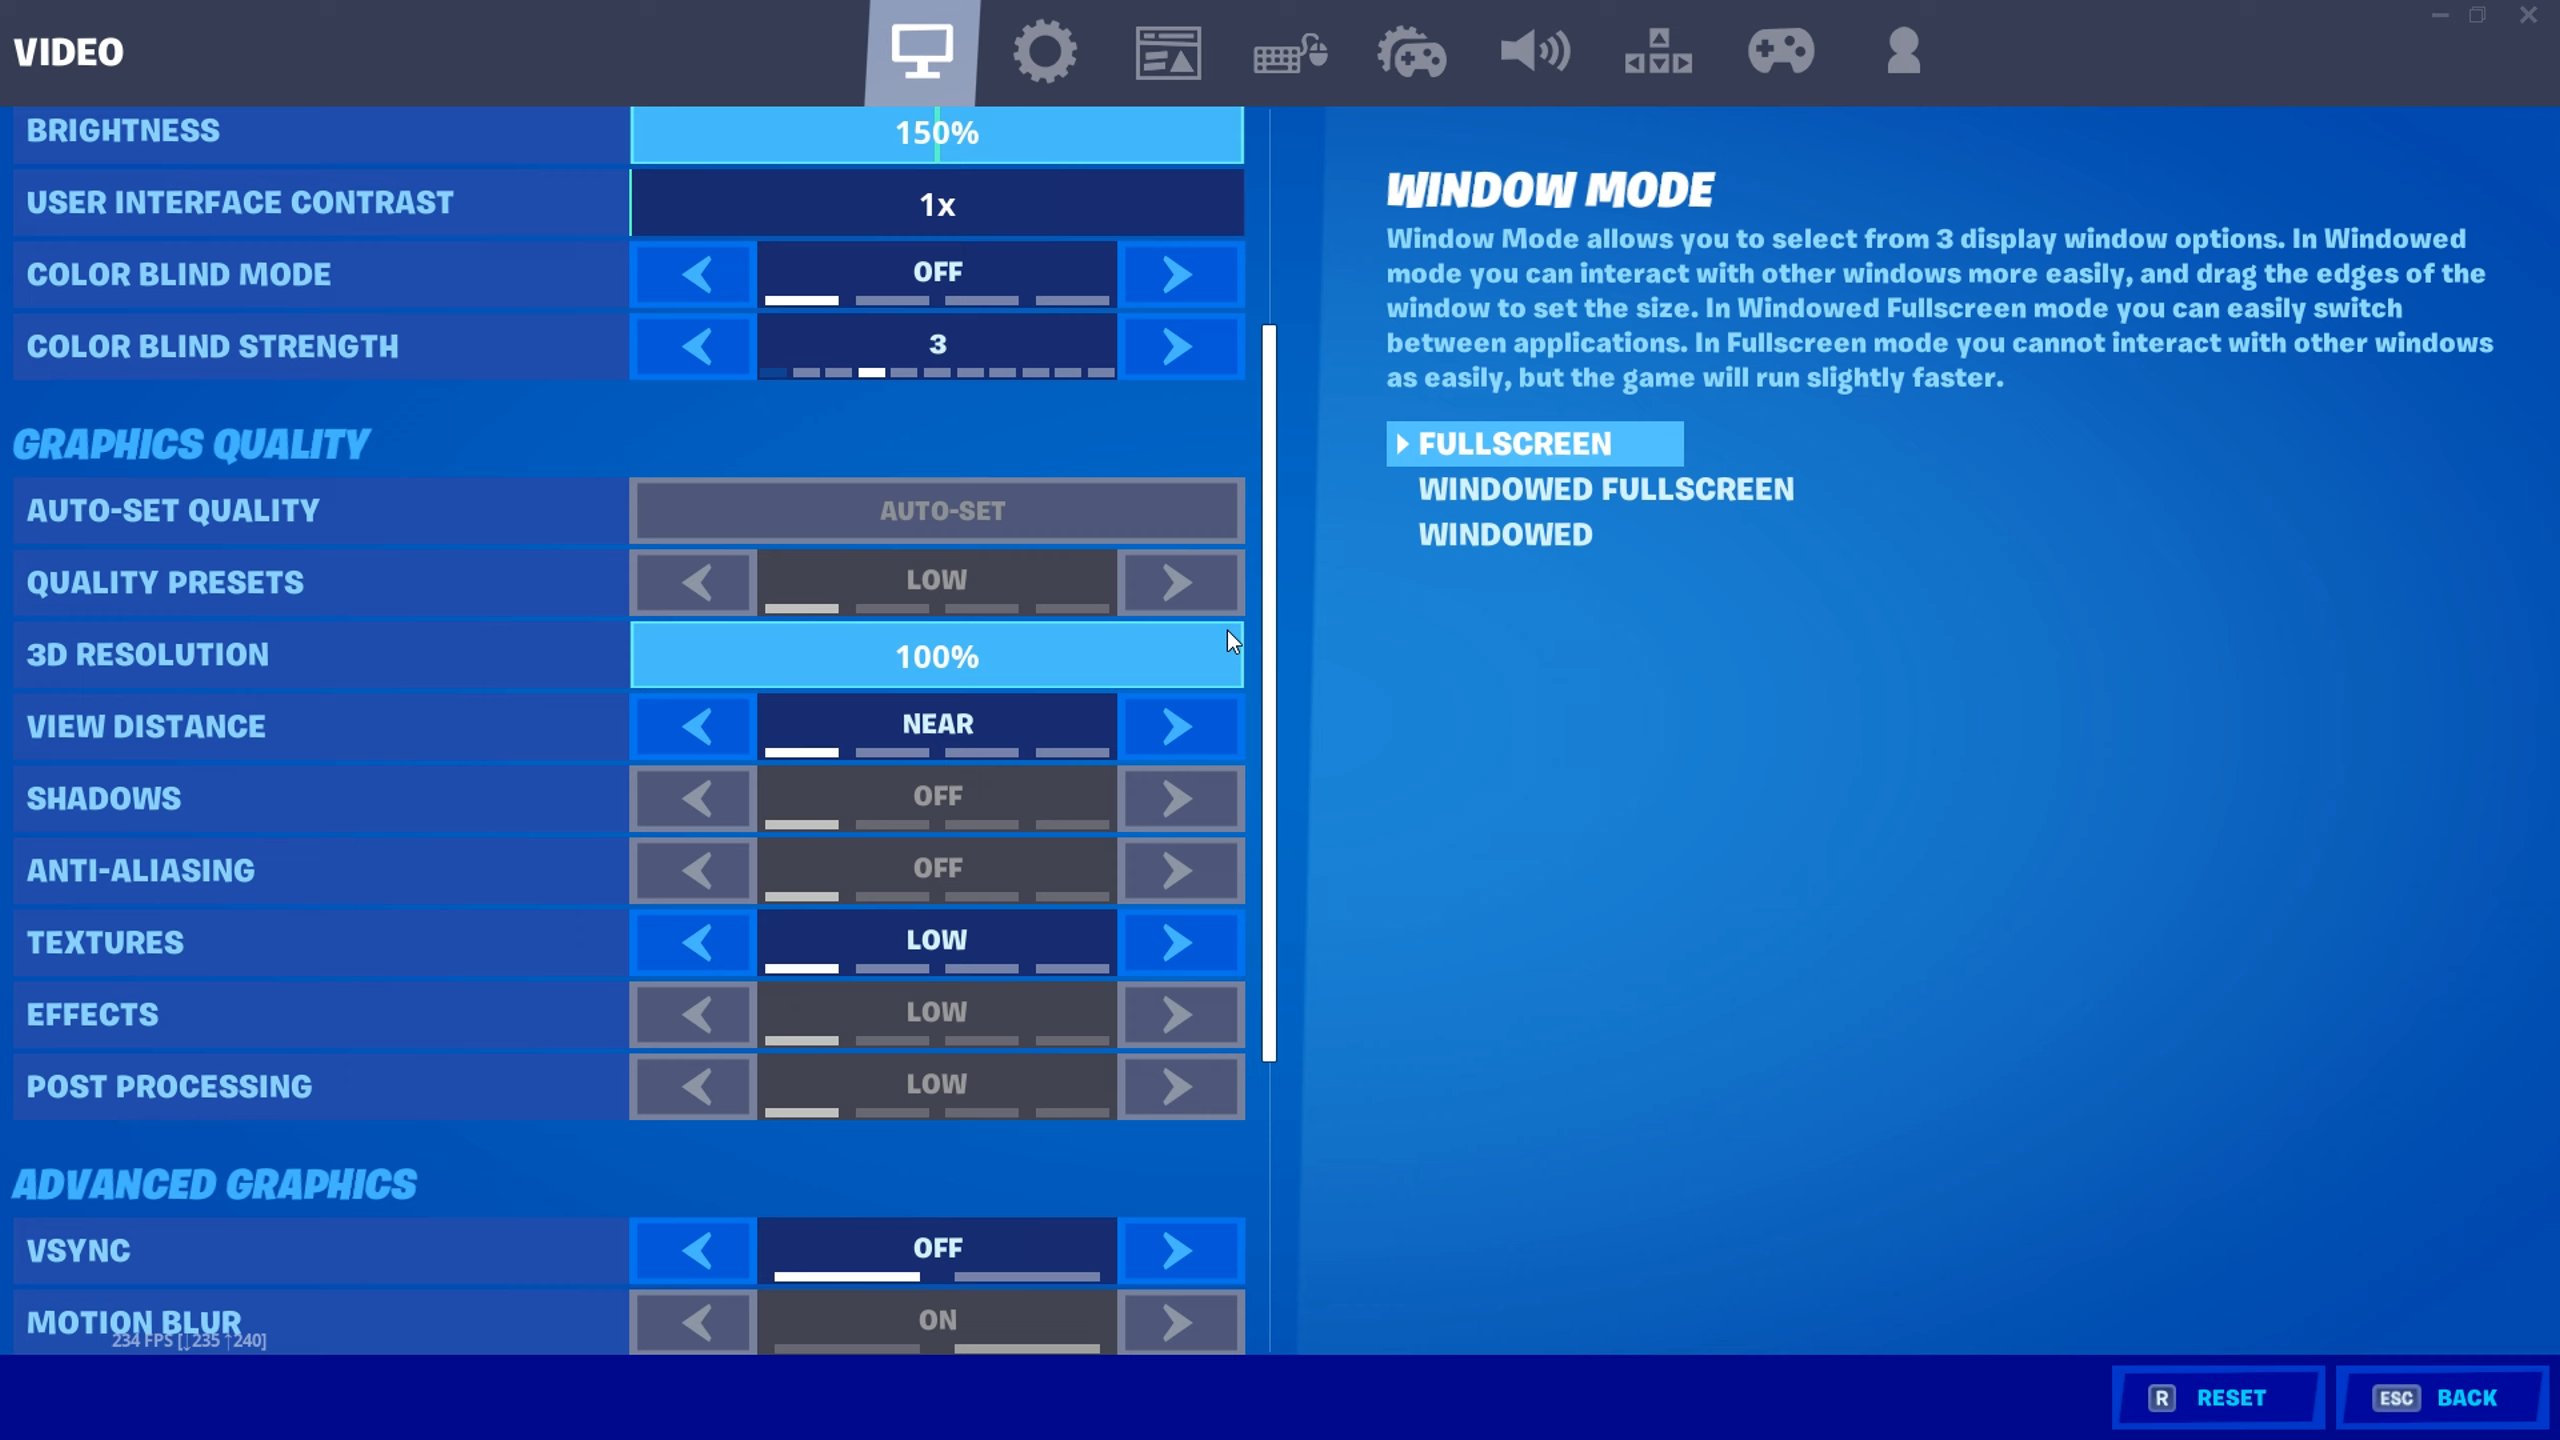 VIDEO
BRIGHTNESS
150%
USER INTERFACE CONTRAST
1x
COLOR BLIND MODE
OFF
COLOR BLIND STRENGTH
3
GRAPHICS QUALITY
AUTO-SET QUALITY
AUTO-SET
QUALITY PRESETS
LOW
3D RESOLUTION
100%
VIEW DISTANCE
NEAR
SHADOWS
OFF
ANTI-ALIASING
OFF
TEXTURES
LOW
EFFECTS
LOW
POST PROCESSING
LOW
ADVANCED GRAPHICS
VSYNC
OFF
MOTION BLUR
ON
234 FPS [↓235 ↑240]
WINDOW MODE
Window Mode allows you to select from 3 display window options. In Windowed
mode you can interact with other windows more easily, and drag the edges of the
window to set the size. In Windowed Fullscreen mode you can easily switch
between applications. In Fullscreen mode you cannot interact with other windows
as easily, but the game will run slightly faster.
FULLSCREEN
WINDOWED FULLSCREEN
WINDOWED
R RESET
ESC BACK